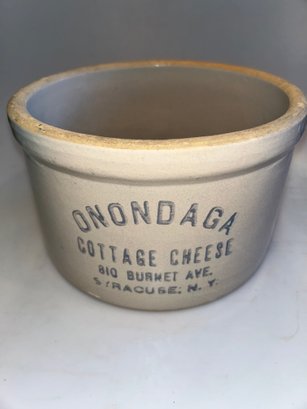 ONONDAGA
COTTAGE CHEESE
810 BURNET AVE.
SYRACUSE, N.Y.